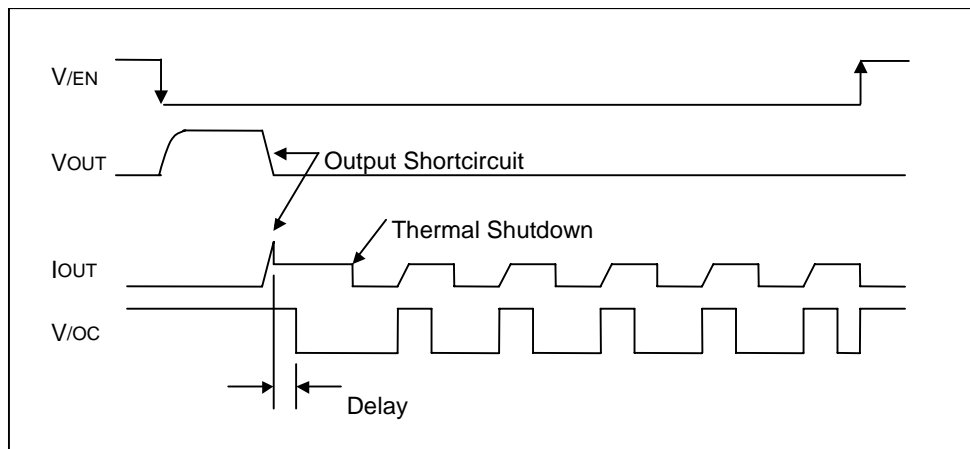 V/EN
VOUT
Output Shortcircuit
Thermal Shutdown
IOUT
V/OC
Delay